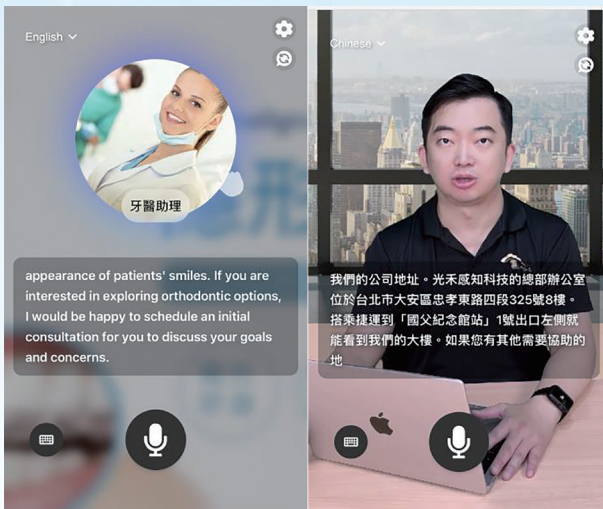 English
牙醫助理
appearance of patients' smiles. If you are
interested in exploring orthodontic options,
I would be happy to schedule an initial
consultation for you to discuss your goals
and concerns.
Chinese
我們的公司地址。光禾感知科技的總部辦公室
位於台北市大安區忠孝東路四段325號8樓。
搭乘捷運到「國父紀念館站」1號出口左側就
能看到我們的大樓。如果您有其他需要協助的
地